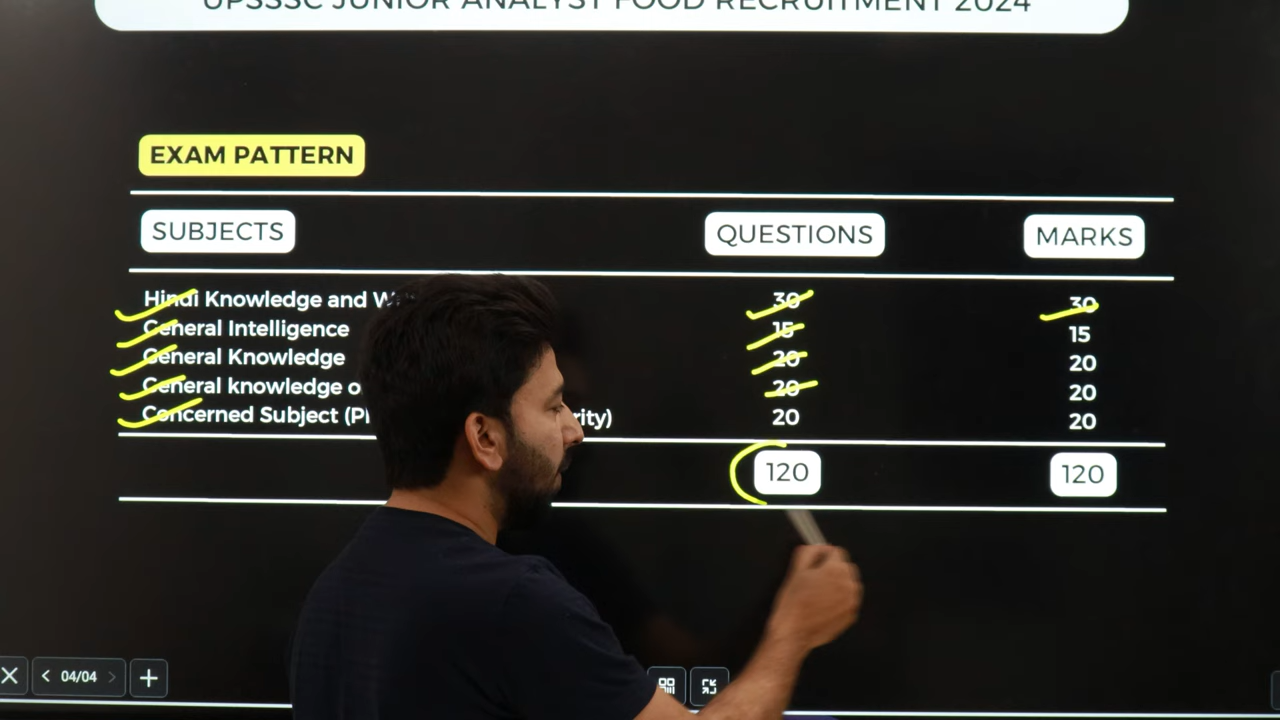 UPSSSC JUNIOR ANALYST FOOD RECRUITMENT 2024
EXAM PATTERN
SUBJECTS QUESTIONS MARKS
Hindi Knowledge and 30 30
General Intelligence 15 15
General Knowledge 20 20
General knowledge 20 20
Concerned Subject 20 20
120 120
04/04